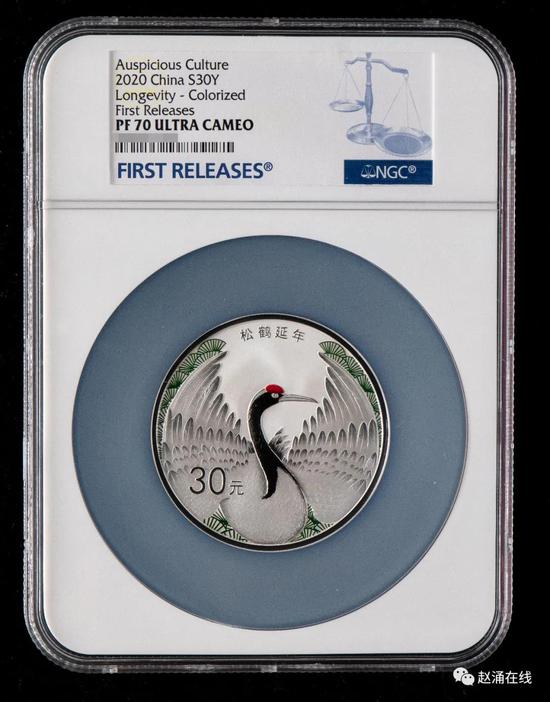 Auspicious Culture
2020 China S30Y
Longevity - Colorized
First Releases
PF 70 ULTRA CAMEO
FIRST RELEASES®
NGC®
松鹤延年
30元
赵涌在线